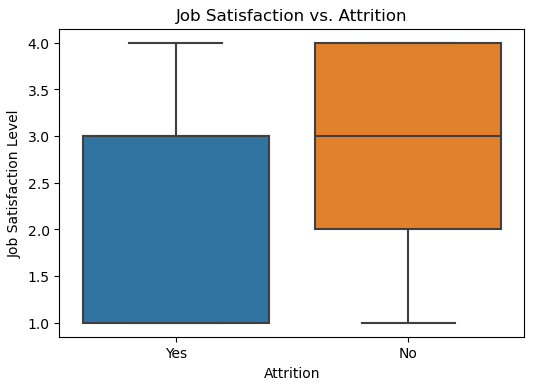 Job Satisfaction vs. Attrition
Job Satisfaction Level
4.0
3.5
3.0
2.5
2.0
1.5
1.0
Yes
No
Attrition